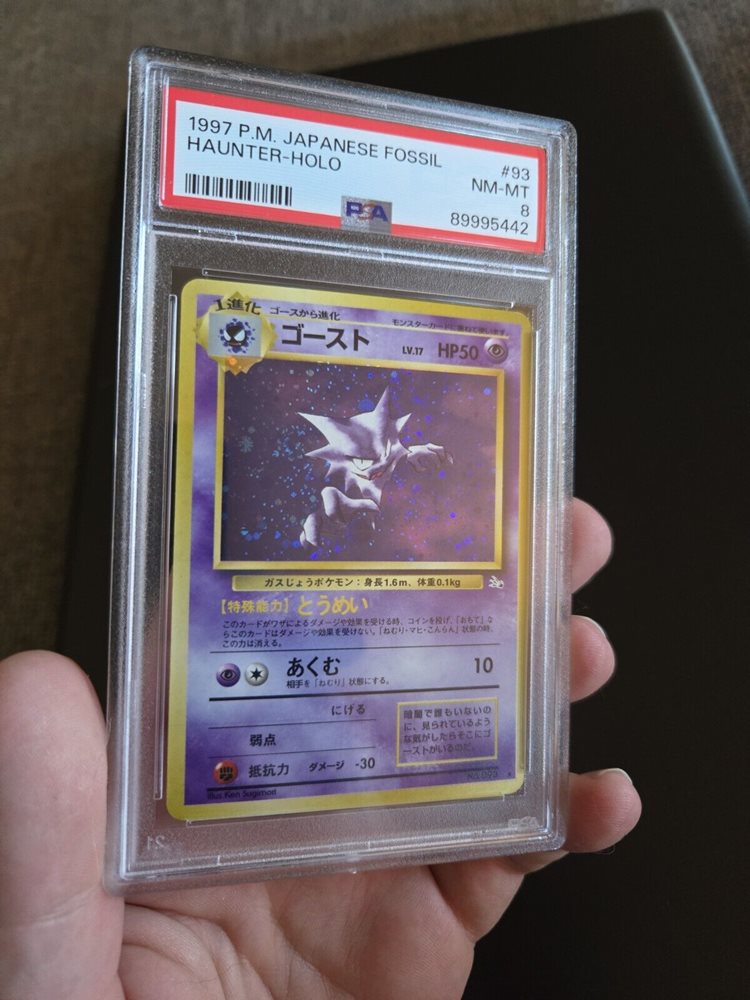 1997 P.M. JAPANESE FOSSIL #93
HAUNTER-HOLO NM-MT
8
PSA 89995442
1進化 ゴースから進化
モンスターカードに重ねて使います。
ゴースト LV.17 HP50
ガスじょうポケモン：身長1.6m、体重0.1kg
【特殊能力】とうめい
このカードがワザによるダメージや効果を受ける時、コインを投げ、「おもて」な
らこのカードはダメージや効果を受けない。「ねむり・マヒ・こんらん」状態の時、
この力は消える。
あくむ 10
相手を「ねむり」状態にする。
にげる
弱点
抵抗力 ダメージ -30
暗闇で誰もいないの
に、見られているよう
な気がしたらそこにゴ
ーストがいるのだ。
Illus. Ken Sugimori
No.093